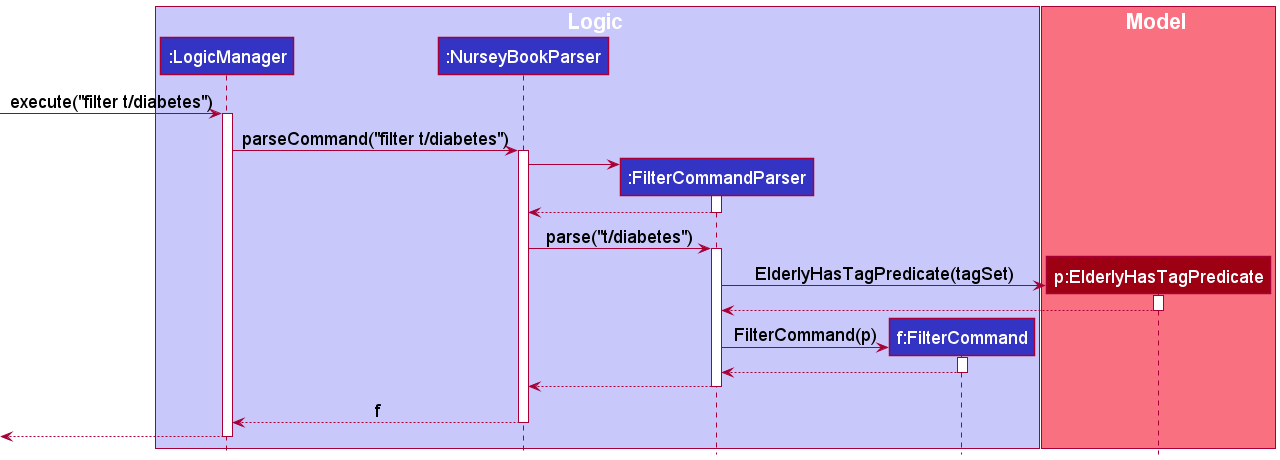 Logic
Model
:LogicManager
:NurseyBookParser
execute("filter t/diabetes")
parseCommand("filter t/diabetes")
:FilterCommandParser
parse("t/diabetes")
ElderlyHasTagPredicate(tagSet)
p:ElderlyHasTagPredicate
FilterCommand(p)
f:FilterCommand
f